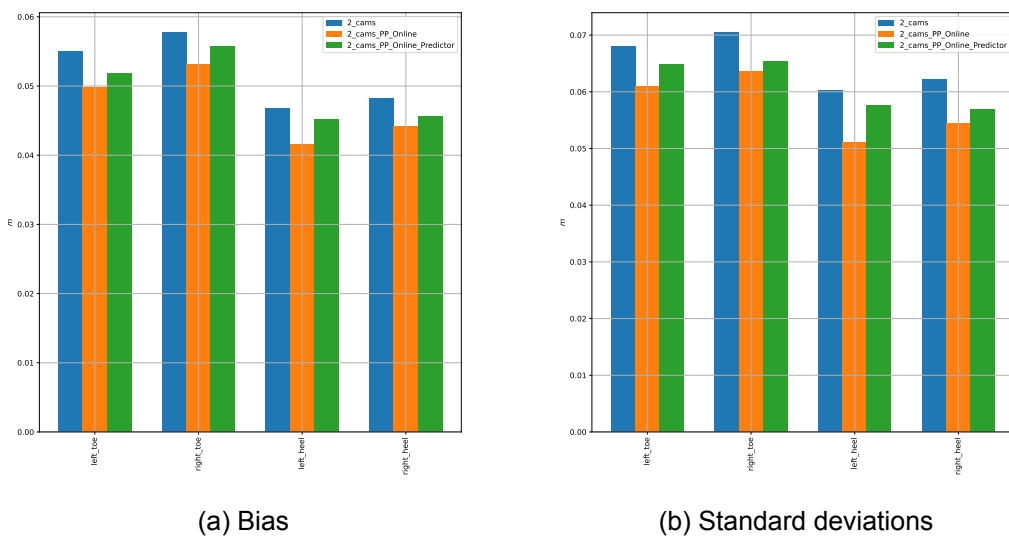 0.06
0.05
0.04
0.03
0.02
0.01
0.00
m
2_cams
2_cams_PP_Online
2_cams_PP_Online_Predictor
left_toe
right_toe
left_heel
right_heel
(a) Bias
0.07
0.06
0.05
0.04
0.03
0.02
0.01
0.00
m
2_cams
2_cams_PP_Online
2_cams_PP_Online_Predictor
left_toe
right_toe
left_heel
right_heel
(b) Standard deviations